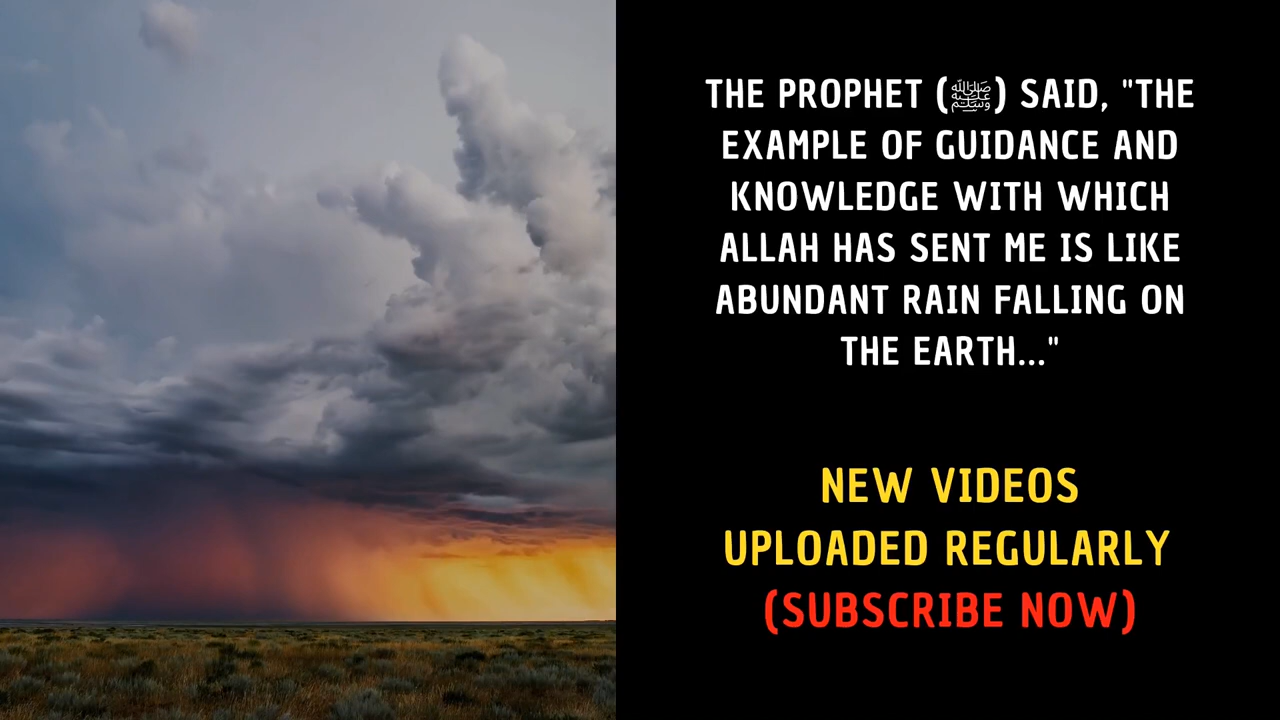 THE PROPHET (ﷺ) SAID, "THE
EXAMPLE OF GUIDANCE AND
KNOWLEDGE WITH WHICH
ALLAH HAS SENT ME IS LIKE
ABUNDANT RAIN FALLING ON
THE EARTH..."
NEW VIDEOS
UPLOADED REGULARLY
(SUBSCRIBE NOW)